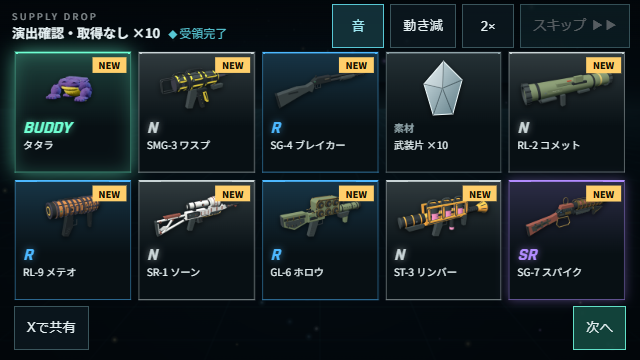 SUPPLY DROP
演出確認・取得なし ×10 ◆受領完了
音
動き減
2×
スキップ ▶▶
NEW
BUDDY
タタラ
NEW
N
SMG-3 ワスプ
NEW
R
SG-4 ブレイカー
素材
武装片 ×10
NEW
N
RL-2 コメット
NEW
R
RL-9 メテオ
NEW
N
SR-1 ソーン
NEW
R
GL-6 ホロウ
NEW
N
ST-3 リンバー
NEW
SR
SG-7 スパイク
Xで共有
次へ